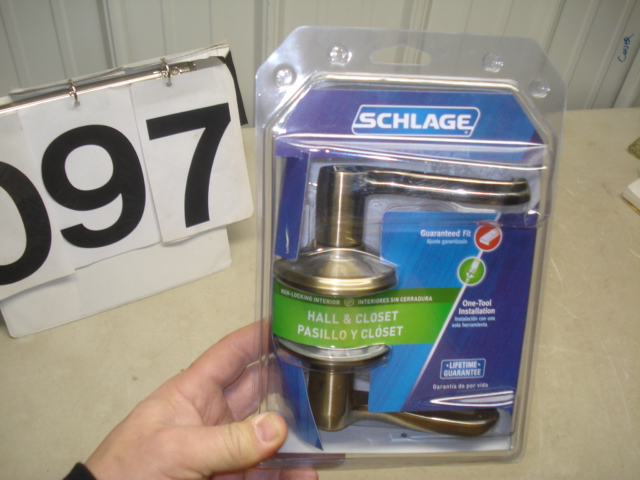 097
SCHLAGE
Guaranteed Fit
Ajuste garantizado
NON-LOCKING INTERIOR INTERIORES SIN CERRADURA
HALL & CLOSET
PASILLO Y CLÓSET
One-Tool
Installation
Instalación con una
sola herramienta
LIFETIME
GUARANTEE
Garantía de por vida